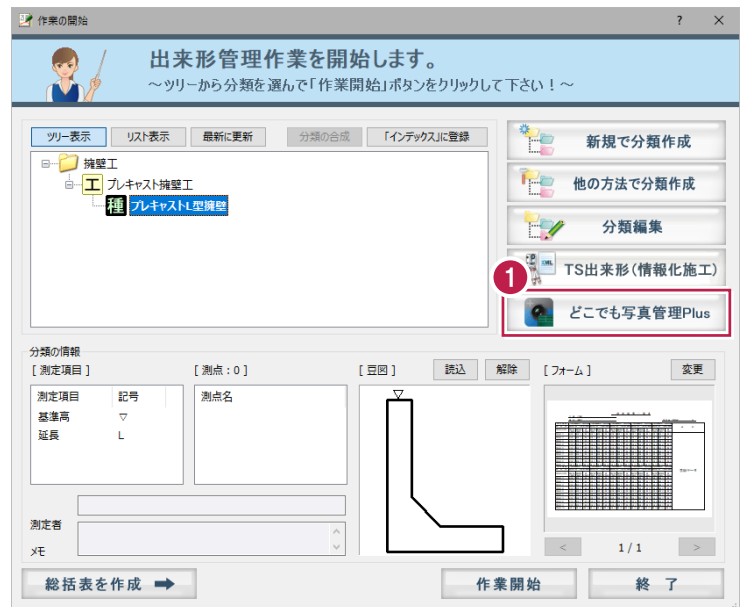 作業の開始
? ×
出来形管理作業を開始します。
～ツリーから分類を選んで「作業開始」ボタンをクリックして下さい！～
ツリー表示 リスト表示 最新に更新 分類の合成 「インデックス」に登録
擁壁工
工 プレキャスト擁壁工
種 プレキャストL型擁壁
新規で分類作成
他の方法で分類作成
分類編集
TS出来形(情報化施工)
1
どこでも写真管理Plus
分類の情報
[ 測定項目 ] [ 測点：0 ] [ 豆図 ] 読込 解除 [ フォーム ] 変更
測定項目 記号 測点名
基準高 ▽
延長 L
測定者
メモ
< 1 / 1 >
総括表を作成 ➡ 作業開始 終 了